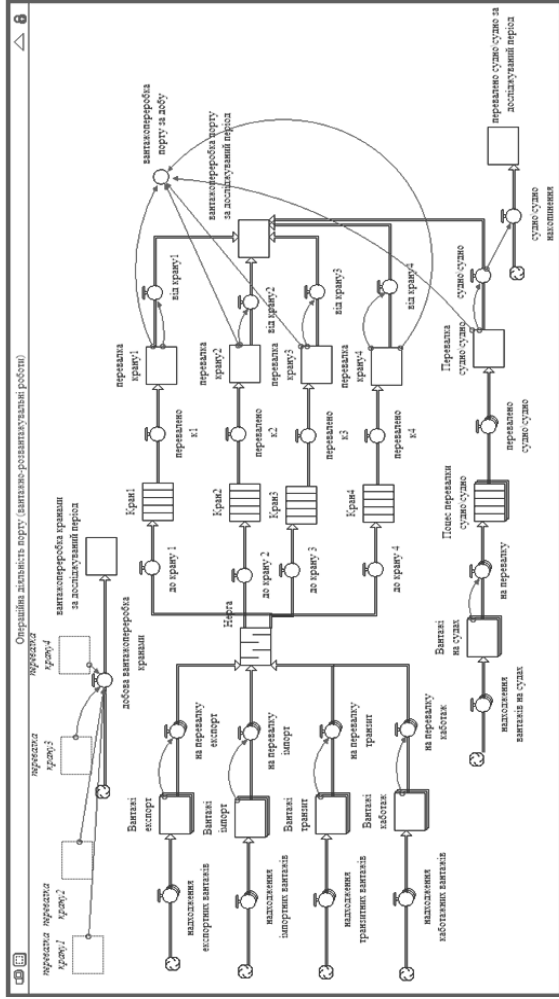 Операційна діяльність порту (вантажно-розвантажувальні роботи)
перевалка
крану1
перевалка
крану2
перевалка
крану3
перевалка
крану4
добова вантажопереробка
кранами
вантажопереробка кранами
за досліджуваний період
надходження
експортних вантажів
Вантажі
експорт
на перевалку
експорт
надходження
імпортних вантажів
Вантажі
імпорт
на перевалку
імпорт
надходження
транзитних вантажів
Вантажі
транзит
на перевалку
транзит
надходження
каботажних вантажів
Вантажі
каботаж
на перевалку
каботаж
до крану 1
Кран1
перевалено
к1
перевалка
крану1
від крану1
до крану 2
Кран2
перевалено
к2
перевалка
крану2
від крану2
до крану 3
Кран3
перевалено
к3
перевалка
крану3
від крану3
до крану 4
Кран4
перевалено
к4
перевалка
крану4
від крану4
вантажопереробка
порту за добу
вантажопереробка порту
за досліджуваний період
надходження
вантажів на судах
Вантажі
на судах
на перевалку
Поцес перевалки
судно/судно
перевалено
судно/судно
Перевалка
судно/судно
судно/судно
судно/судно
накопичення
перевалено судно/судно за
досліджуваний період